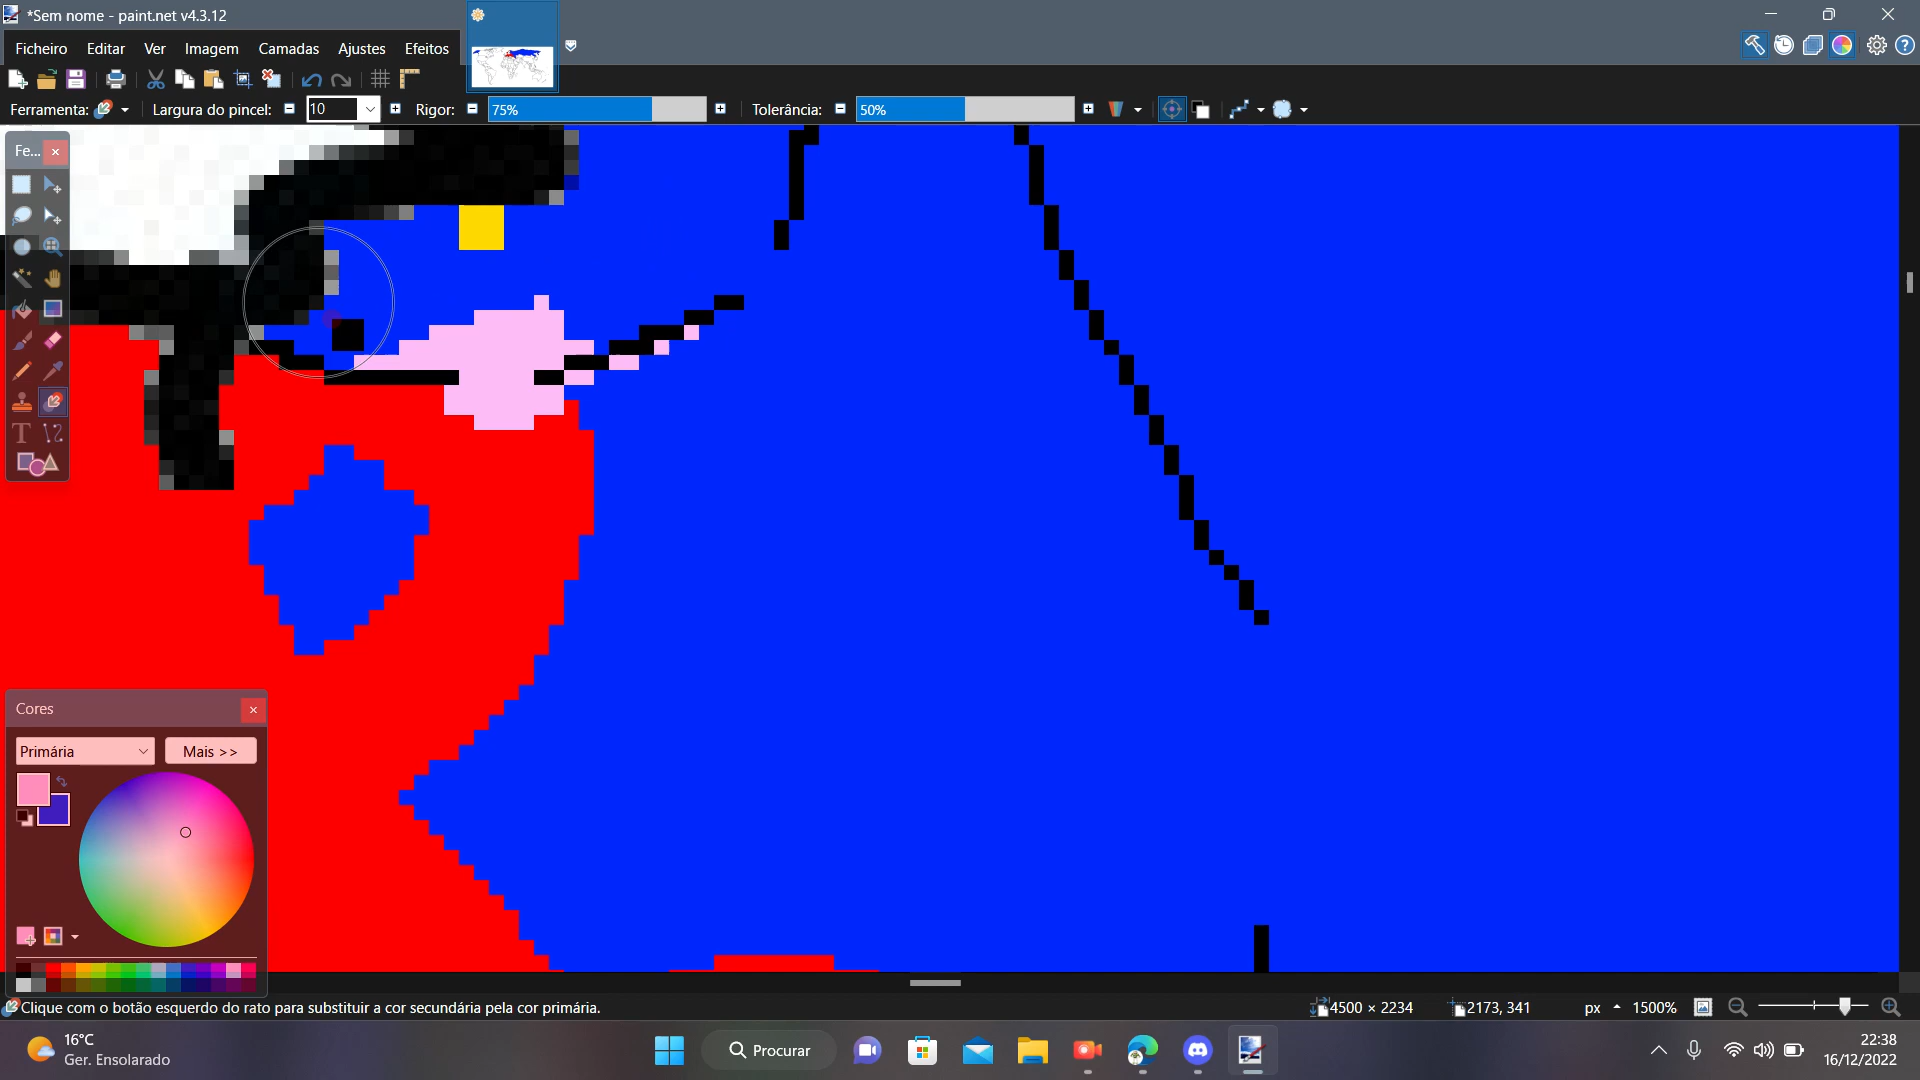 *Sem nome - paint.net v4.3.12
Ficheiro Editar Ver Imagem Camadas Ajustes Efeitos
Ferramenta: Largura do pincel: 10 Rigor: 75% Tolerância: 50%
Fe...
Cores
Primária Mais >>
Clique com o botão esquerdo do rato para substituir a cor secundária pela cor primária. 4500 × 2234 2173, 341 px 1500%
16°C
Ger. Ensolarado
Procurar
22:38
16/12/2022